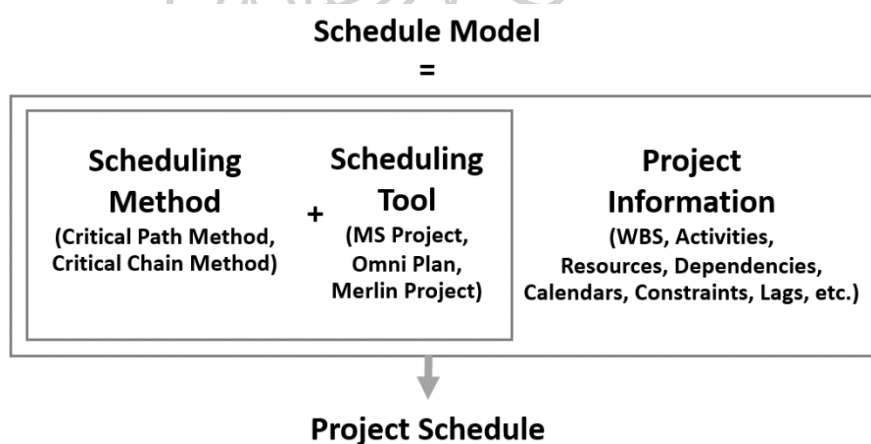 Schedule Model
=
Scheduling
Method
(Critical Path Method,
Critical Chain Method)
+
Scheduling
Tool
(MS Project,
Omni Plan,
Merlin Project)
Project
Information
(WBS, Activities,
Resources, Dependencies,
Calendars, Constraints, Lags, etc.)
Project Schedule